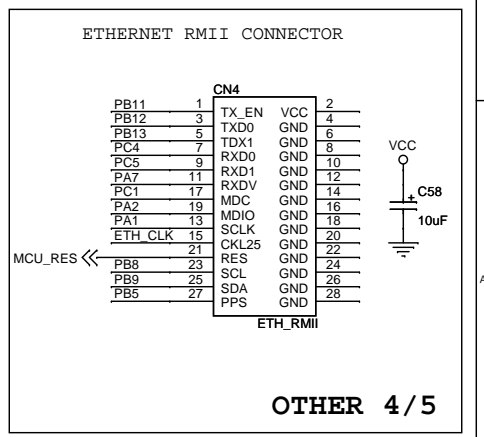 ETHERNET RMII CONNECTOR
CN4
PB11 1 TX_EN VCC 2
PB12 3 TXD0 GND 4
PB13 5 TDX1 GND 6
PC4 7 RXD0 GND 8
PC5 9 RXD1 GND 10
PA7 11 RXDV GND 12
PC1 17 MDC GND 14
PA2 19 MDIO GND 16
PA1 13 SCLK GND 18
ETH_CLK 15 CKL25 GND 20
MCU_RES 21 RES GND 22
PB8 23 SCL GND 24
PB9 25 SDA GND 26
PB5 27 PPS GND 28
ETH_RMII
VCC
+ C58
10uF
A
OTHER 4/5